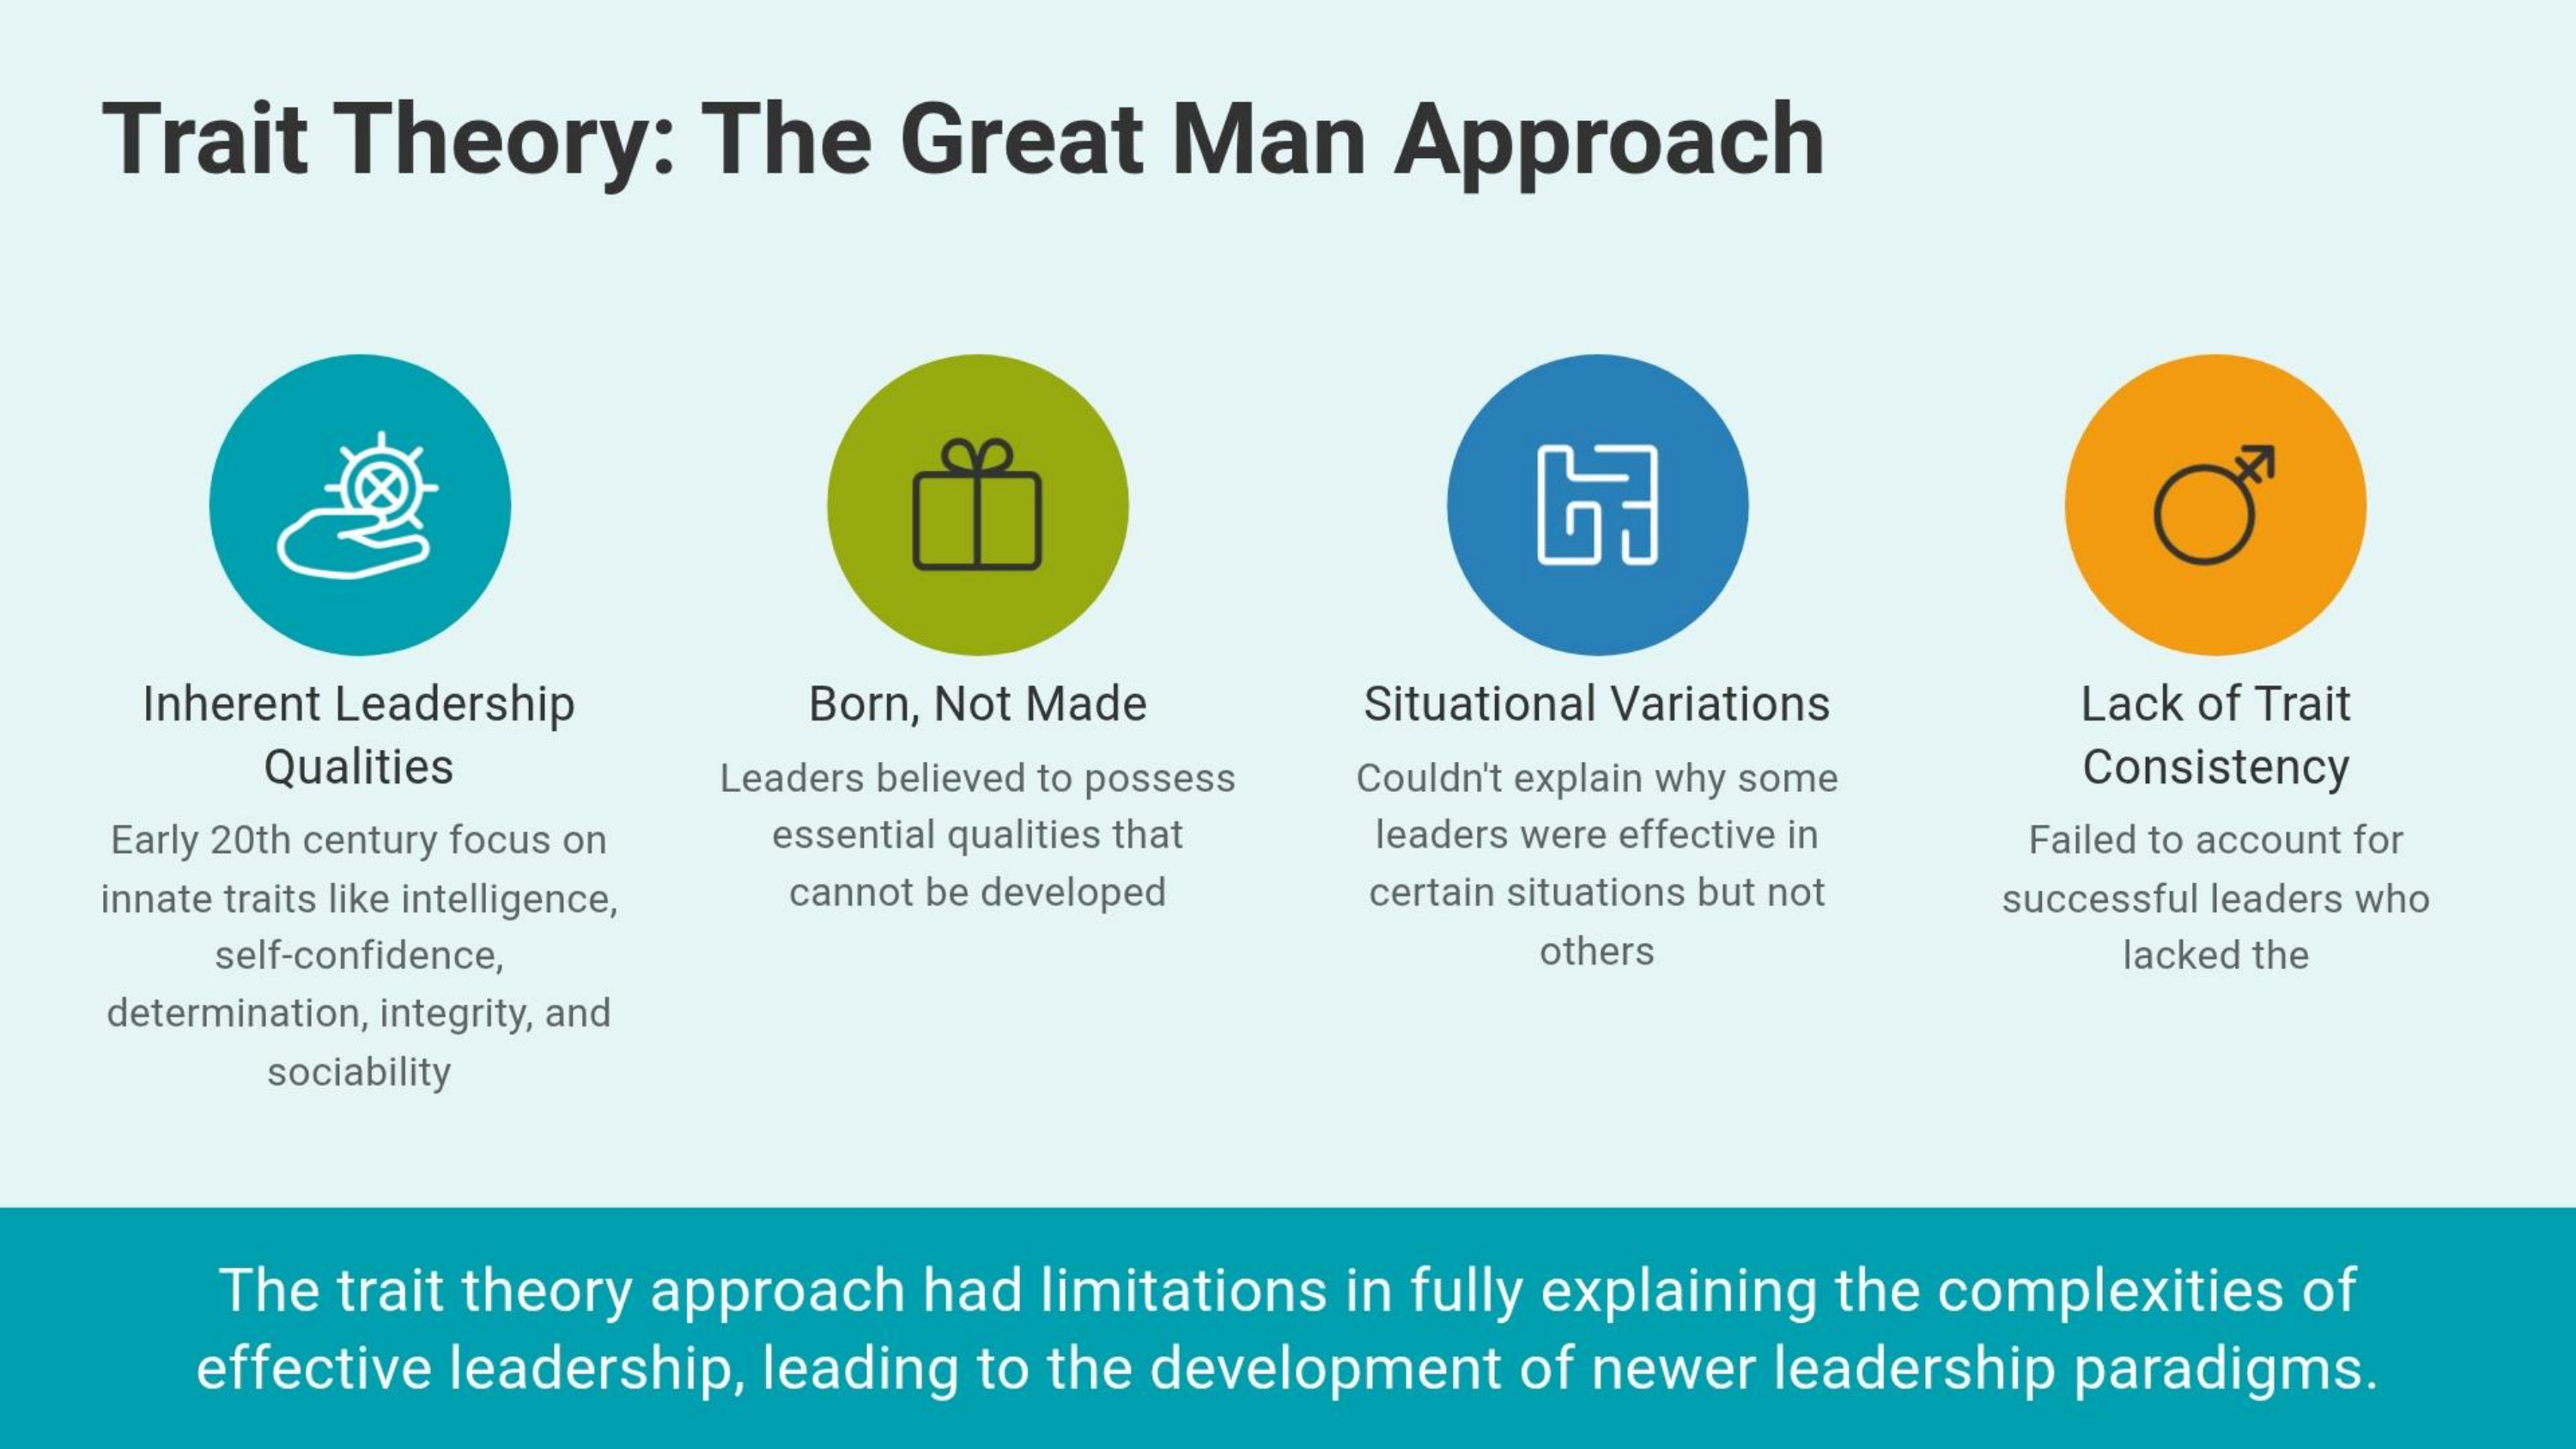 Trait Theory: The Great Man Approach
Inherent Leadership
Qualities
Early 20th century focus on
innate traits like intelligence,
self-confidence,
determination, integrity, and
sociability
Born, Not Made
Leaders believed to possess
essential qualities that
cannot be developed
Situational Variations
Couldn't explain why some
leaders were effective in
certain situations but not
others
Lack of Trait
Consistency
Failed to account for
successful leaders who
lacked the
The trait theory approach had limitations in fully explaining the complexities of
effective leadership, leading to the development of newer leadership paradigms.